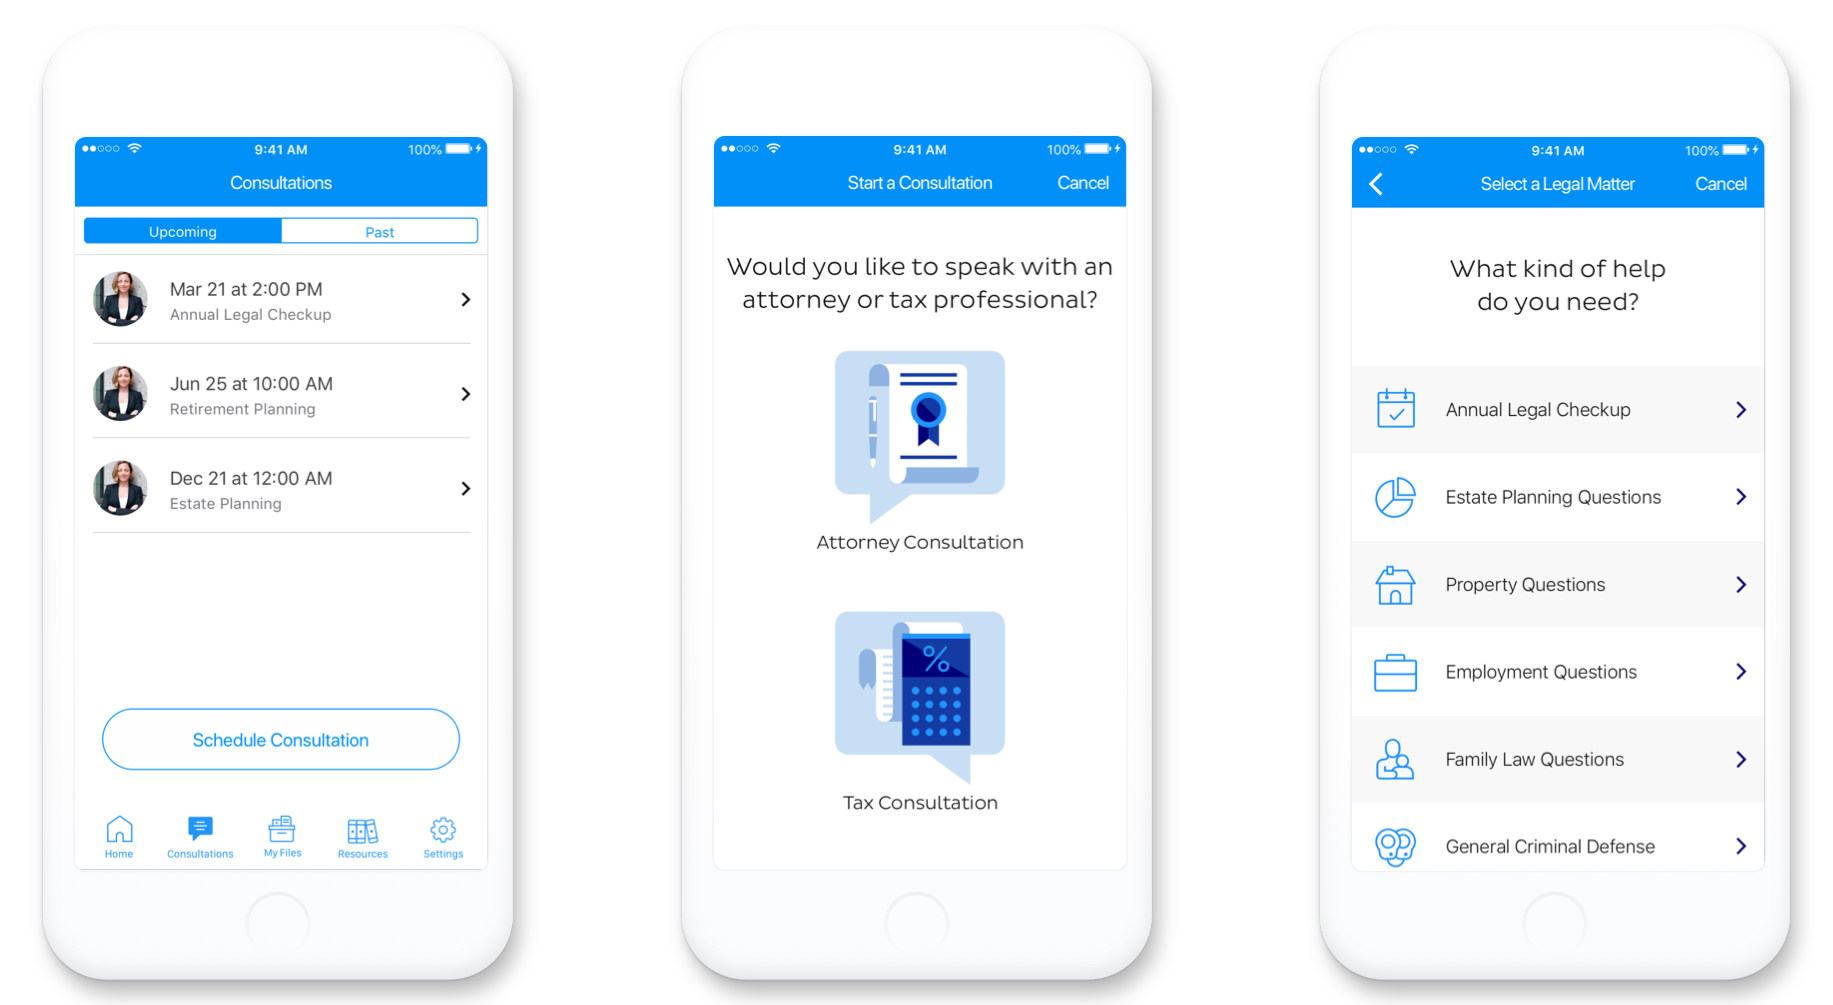 9:41 AM
100%
Consultations
Upcoming
Past
Mar 21 at 2:00 PM
Annual Legal Checkup
Jun 25 at 10:00 AM
Retirement Planning
Dec 21 at 12:00 AM
Estate Planning
Schedule Consultation
Home
Consultations
My Files
Resources
Settings
9:41 AM
100%
Start a Consultation
Cancel
Would you like to speak with an
attorney or tax professional?
Attorney Consultation
%
Tax Consultation
9:41 AM
100%
Select a Legal Matter
Cancel
What kind of help
do you need?
Annual Legal Checkup
Estate Planning Questions
Property Questions
Employment Questions
Family Law Questions
General Criminal Defense